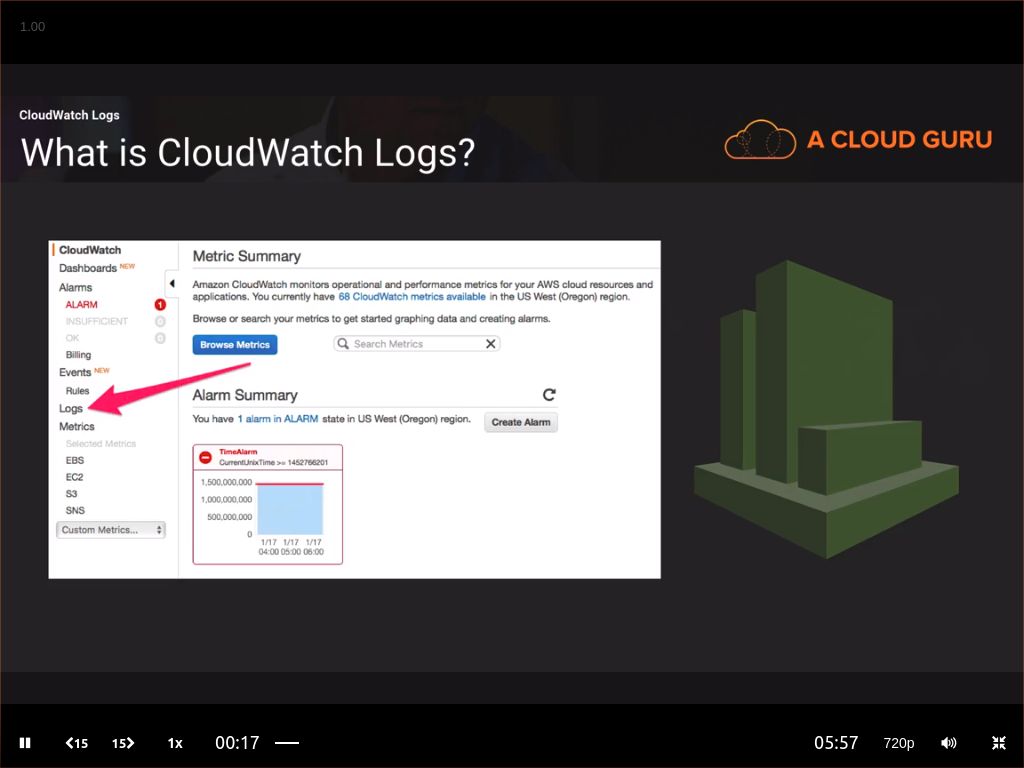 1.00
CloudWatch Logs
What is CloudWatch Logs?
A CLOUD GURU
CloudWatch
Dashboards NEW
Alarms
ALARM 1
INSUFFICIENT 0
OK 0
Billing
Events NEW
Rules
Logs
Metrics
Selected Metrics
EBS
EC2
S3
SNS
Custom Metrics...
Metric Summary
Amazon CloudWatch monitors operational and performance metrics for your AWS cloud resources and
applications. You currently have 68 CloudWatch metrics available in the US West (Oregon) region.
Browse or search your metrics to get started graphing data and creating alarms.
Browse Metrics
Search Metrics
Alarm Summary
You have 1 alarm in ALARM state in US West (Oregon) region.
Create Alarm
TimeAlarm
CurrentUnixTime >= 1452766201
1,500,000,000
1,000,000,000
500,000,000
0
1/17 1/17 1/17
04:00 05:00 06:00
15 15 1x 00:17 05:57 720p